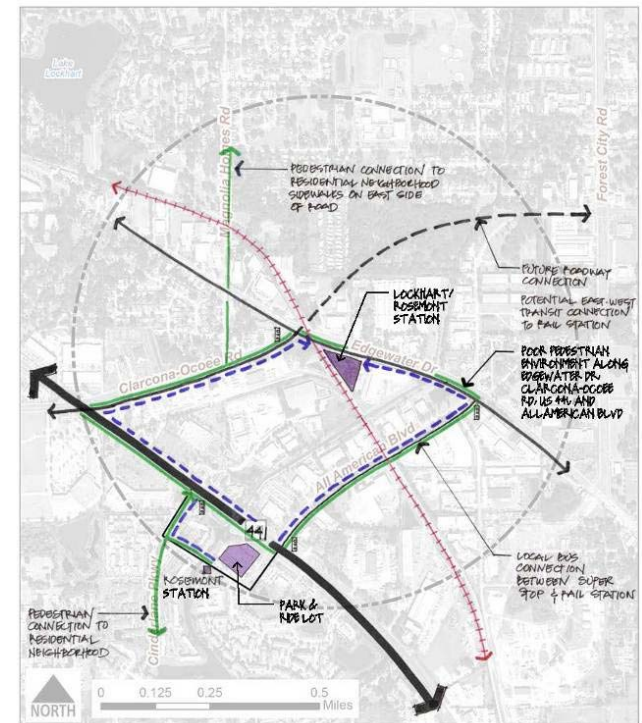 Lake
Lockhart
Magnolia Homes Rd
Forest City Rd
PEDESTRIAN CONNECTION TO
RESIDENTIAL NEIGHBORHOOD
SIDEWALKS ON EAST SIDE
OF ROAD
FUTURE ROADWAY
CONNECTION
POTENTIAL EAST-WEST
TRANSIT CONNECTION
TO RAIL STATION
LOCKHART/
ROSEMONT
STATION
Clarcona-Ocoee Rd
Edgewater Dr
POOR PEDESTRIAN
ENVIRONMENT ALONG
EDGEWATER DR,
CLARCONA-OCOEE
RD, US 441 AND
ALL AMERICAN BLVD
All American Blvd
441
LOCAL BUS
CONNECTION
BETWEEN SUPER
STOP & RAIL STATION
ROSEMONT
STATION
PARK &
RIDE LOT
PEDESTRIAN
CONNECTION TO
RESIDENTIAL
NEIGHBORHOOD
NORTH
0 0.125 0.25 0.5
Miles